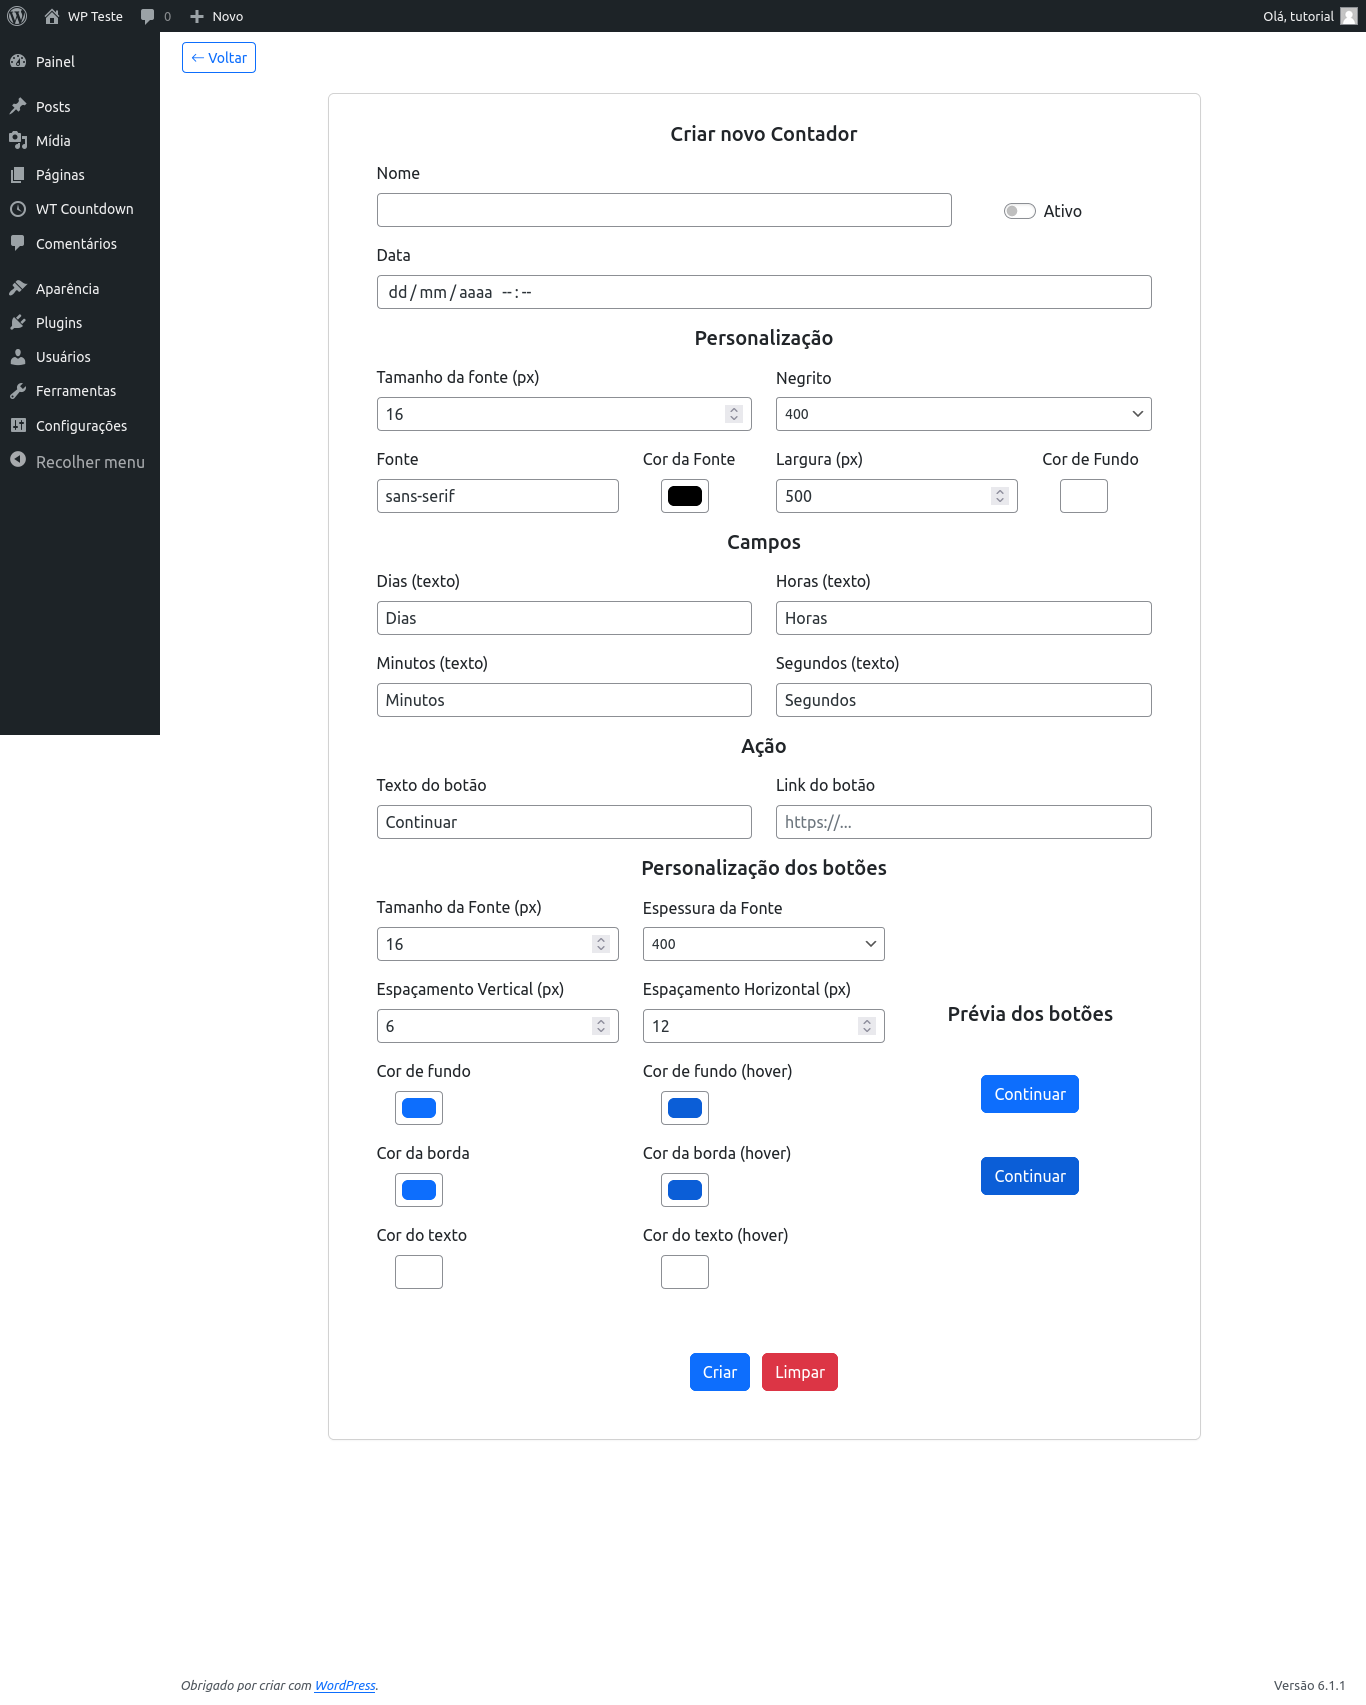 WP Teste 0 Novo Olá, tutorial
Painel
Posts
Mídia
Páginas
WT Countdown
Comentários
Aparência
Plugins
Usuários
Ferramentas
Configurações
Recolher menu
← Voltar
Criar novo Contador
Nome
Ativo
Data
dd / mm / aaaa -- : --
Personalização
Tamanho da fonte (px) Negrito
16 400
Fonte Cor da Fonte Largura (px) Cor de Fundo
sans-serif 500
Campos
Dias (texto) Horas (texto)
Dias Horas
Minutos (texto) Segundos (texto)
Minutos Segundos
Ação
Texto do botão Link do botão
Continuar https://...
Personalização dos botões
Tamanho da Fonte (px) Espessura da Fonte
16 400
Espaçamento Vertical (px) Espaçamento Horizontal (px)
6 12
Prévia dos botões
Cor de fundo Cor de fundo (hover)
Continuar
Cor da borda Cor da borda (hover)
Continuar
Cor do texto Cor do texto (hover)
Criar Limpar
Obrigado por criar com WordPress. Versão 6.1.1